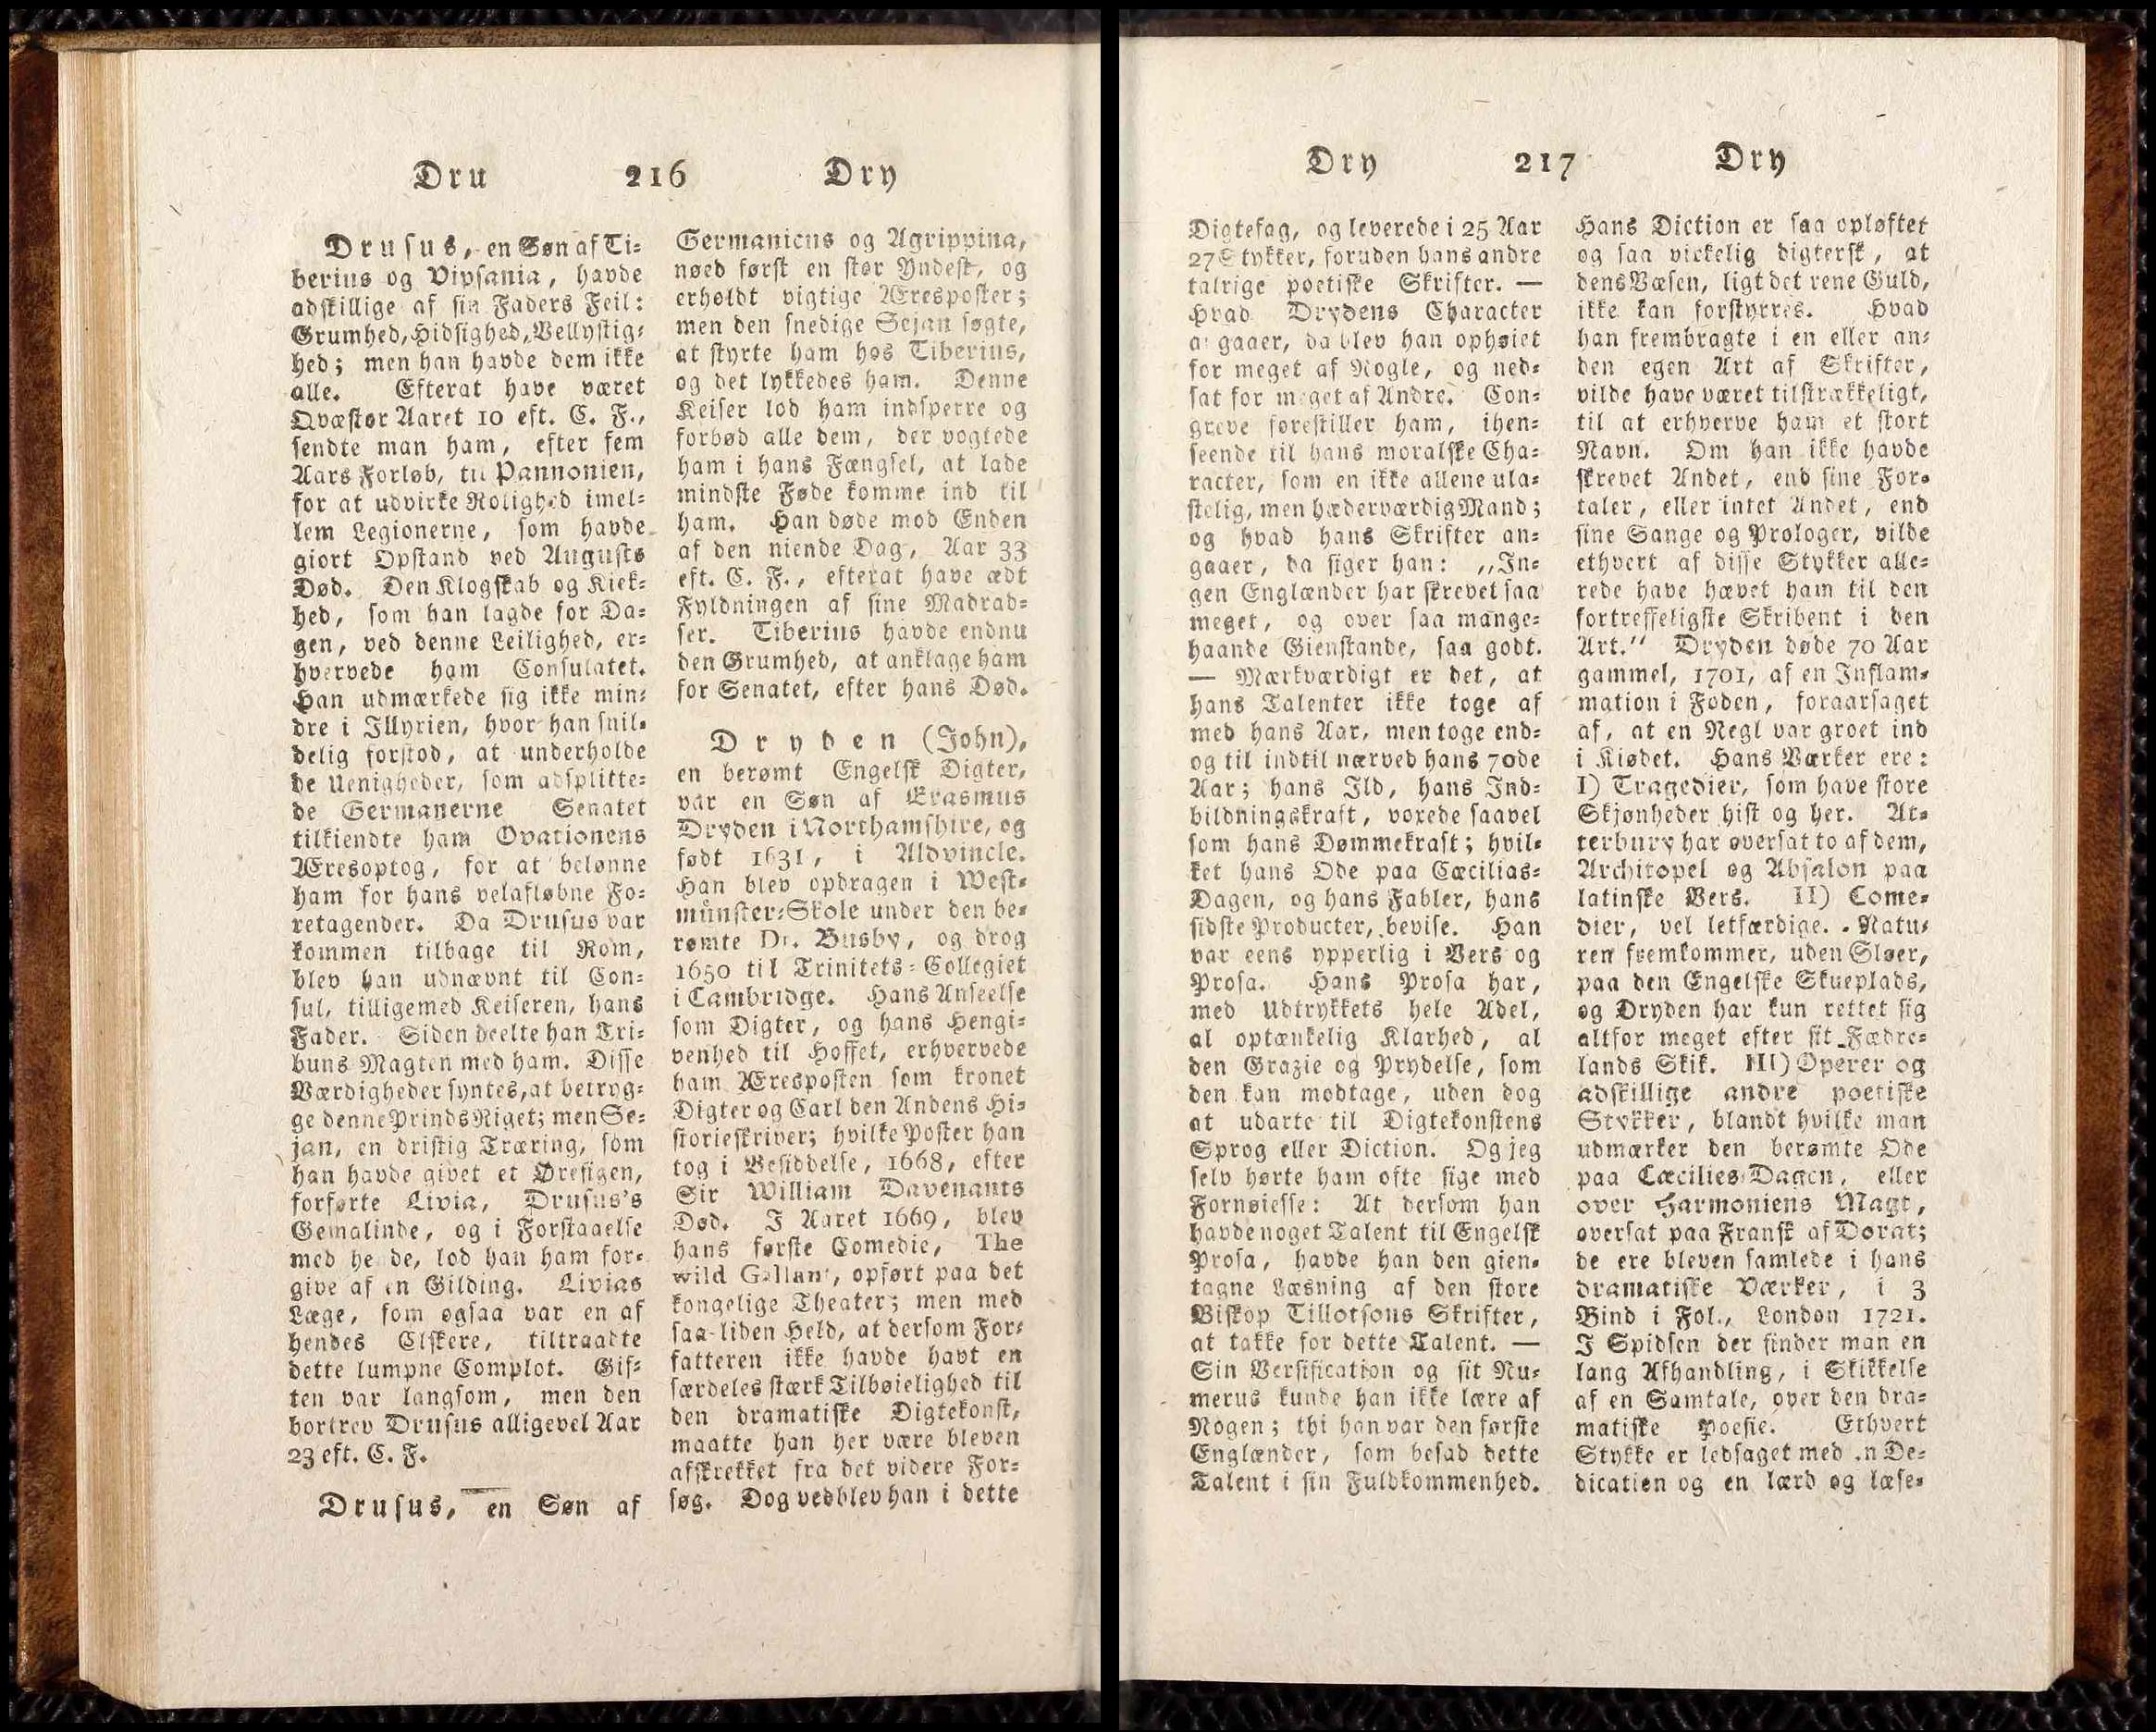 Dru 216 Dry
Drusus, en Søn af Ti-
berius og Vipsania, havde
adskillige af sin Faders Feil:
Grumhed, Hidsighed, Vellystig-
hed; men han havde dem ikke
alle. Efterat have været
Qvæstor Aaret 10 eft. C. F.,
sendte man ham, efter fem
Aars Forløb, til Pannonien,
for at udvirke Rolighed imel-
lem Legionerne, som havde
giort Opstand ved Augusts
Død. Den Klogskab og Kiek-
hed, som han lagde for Da-
gen, ved denne Leilighed, er-
hvervede ham Consulatet.
Han udmærkede sig ikke min-
dre i Illyrien, hvor han snil-
delig forstod, at underholde
de Uenigheder, som adsplitte-
de Germanerne Senatet
tilkiendte ham Ovationens
Æresoptog, for at belønne
ham for hans velafløbne Fo-
retagender. Da Drusus var
kommen tilbage til Rom,
blev han udnævnt til Con-
sul, tilligemed Keiseren, hans
Fader. Siden deelte han Tri-
buns Magten med ham. Disse
Værdigheder syntes, at betryg-
ge denne Prinds Riget; men Se-
jan, en dristig Træring, som
han havde givet et Ørefigen,
forførte Livia, Drusus's
Gemalinde, og i Forstaaelse
med hende, lod han ham for-
give af en Gilding. Livias
Læge, som ogsaa var en af
hendes Elskere, tiltraadte
dette lumpne Complot. Gif-
ten var langsom, men den
bortrev Drusus alligevel Aar
23 eft. C. F.
Drusus, en Søn af
Germanicus og Agrippina,
nøed først en stor Yndest, og
erholdt vigtige Æresposter;
men den snedige Sejan søgte,
at styrte ham hos Tiberius,
og det lykkedes ham. Denne
Keiser lod ham indsperre og
forbød alle dem, der vogtede
ham i hans Fængsel, at lade
mindste Føde komme ind til
ham. Han døde mod Enden
af den niende Dag, Aar 33
eft. C. F., efterat have ædt
Fyldningen af sine Madrad-
ser. Tiberius havde endnu
den Grumhed, at anklage ham
for Senatet, efter hans Død.
Dryden (John),
en berømt Engelsk Digter,
var en Søn af Erasmus
Dryden i Northamshire, og
født 1631, i Aldvincle.
Han blev opdragen i West-
münster-Skole under den be-
rømte Dr. Busby, og drog
1650 til Trinitets-Collegiet
i Cambridge. Hans Anseelse
som Digter, og hans Hengi-
venhed til Hoffet, erhvervede
ham Æresposten som kronet
Digter og Carl den Andens Hi-
storieskriver; hvilke Poster han
tog i Besiddelse, 1668, efter
Sir William Davenants
Død. I Aaret 1669, blev
hans første Comedie, The
wild Gallant, opført paa det
kongelige Theater; men med
saa liden Held, at dersom For-
fatteren ikke havde havt en
særdeles stærk Tilbøielighed til
den dramatiske Digtekonst,
maatte han her være bleven
afskrekket fra det videre For-
søg. Dog vedblev han i dette
Dry 217 Dry
Digtefag, og leverede i 25 Aar
27 Stykker, foruden hans andre
talrige poetiske Skrifter. —
Hvad Drydens Character
angaaer, da blev han ophøiet
for meget af Nogle, og ned-
sat for meget af Andre. Con-
greve forestiller ham, ihen-
seende til hans moralske Cha-
racter, som en ikke allene ula-
stelig, men hæderværdig Mand;
og hvad hans Skrifter an-
gaaer, da siger han: „In-
gen Englænder har skrevet saa
meget, og over saa mange-
haande Gienstande, saa godt.
— Mærkværdigt er det, at
hans Talenter ikke toge af
med hans Aar, men toge end-
og til indtil nærved hans 70de
Aar; hans Ild, hans Ind-
bildningskraft, voxede saavel
som hans Dømmekraft; hvil-
ket hans Ode paa Cæcilias-
Dagen, og hans Fabler, hans
sidste Producter, bevise. Han
var eens ypperlig i Vers og
Prosa. Hans Prosa har,
med Udtrykkets hele Adel,
al optænkelig Klarhed, al
den Grazie og Prydelse, som
den kan modtage, uden dog
at udarte til Digtekonstens
Sprog eller Diction. Og jeg
selv hørte ham ofte sige med
Fornøielse: At dersom han
havde noget Talent til Engelsk
Prosa, havde han den gien-
tagne Læsning af den store
Biskop Tillotsons Skrifter,
at takke for dette Talent. —
Sin Versification og sit Nu-
merus kunde han ikke lære af
Nogen; thi han var den første
Englænder, som besad dette
Talent i sin Fuldkommenhed.
Hans Diction er saa opløftet
og saa virkelig digtersk, at
dens Væsen, ligt det rene Guld,
ikke kan forstyrres. Hvad
han frembragte i en eller an-
den egen Art af Skrifter,
vilde have været tilstrækkeligt,
til at erhverve ham et stort
Navn. Om han ikke havde
skrevet Andet, end sine For-
taler, eller intet Andet, end
sine Sange og Prologer, vilde
ethvert af disse Stykker alle-
rede have hævet ham til den
fortreffeligste Skribent i den
Art.” Dryden døde 70 Aar
gammel, 1701, af en Inflam-
mation i Foden, foraarsaget
af, at en Negl var groet ind
i Kiødet. Hans Værker ere:
I) Tragedier, som have store
Skjønheder hist og her. At-
terbury har oversat to af dem,
Architopel og Absalon paa
latinske Vers. II) Come-
dier, vel letfærdige. Natu-
ren fremkommer, uden Sløer,
paa den Engelske Skueplads,
og Dryden har kun rettet sig
altfor meget efter sit Fædre-
lands Skik. III) Operer og
adskillige andre poetiske
Stykker, blandt hvilke man
udmærker den berømte Ode
paa Cæcilies-Dagen, eller
over Harmoniens Magt,
oversat paa Fransk af Dorat;
de ere bleven samlede i hans
dramatiske Værker, i 3
Bind i Fol., London 1721.
I Spidsen der finder man en
lang Afhandling, i Skikkelse
af en Samtale, over den dra-
matiske Poesie. Ethvert
Stykke er ledsaget med en De-
dication og en lærd og læse-